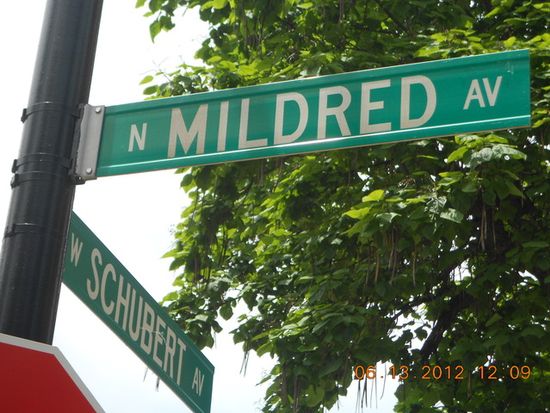 N MILDRED AV
W SCHUBERT AV
06.13.2012 12:09